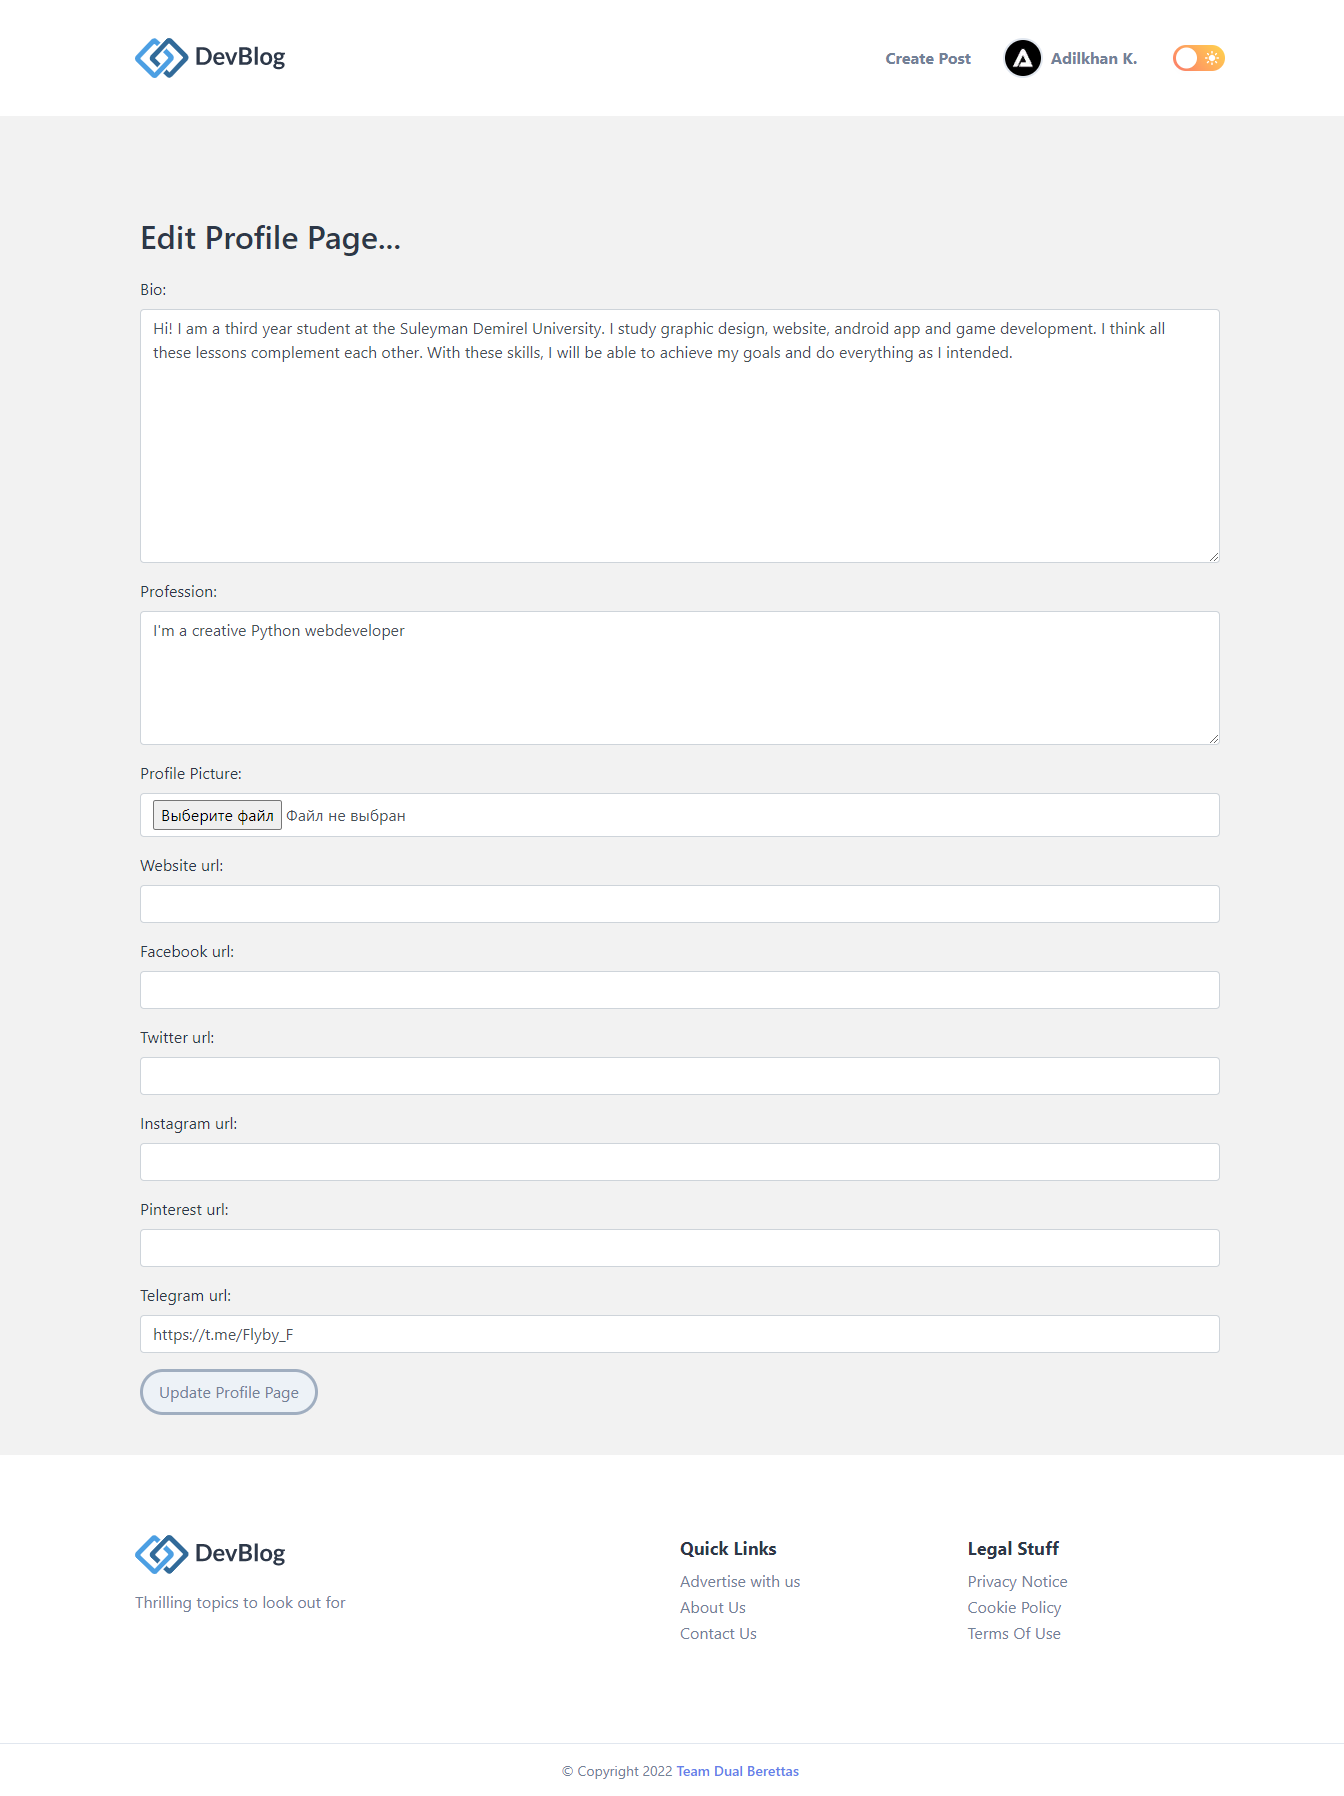 DevBlog
Create Post
Adilkhan K.
Edit Profile Page...
Bio:
Hi! I am a third year student at the Suleyman Demirel University. I study graphic design, website, android app and game development. I think all
these lessons complement each other. With these skills, I will be able to achieve my goals and do everything as I intended.
Profession:
I'm a creative Python webdeveloper
Profile Picture:
Выберите файл Файл не выбран
Website url:
Facebook url:
Twitter url:
Instagram url:
Pinterest url:
Telegram url:
https://t.me/Flyby_F
Update Profile Page
DevBlog
Thrilling topics to look out for
Quick Links
Advertise with us
About Us
Contact Us
Legal Stuff
Privacy Notice
Cookie Policy
Terms Of Use
© Copyright 2022 Team Dual Berettas